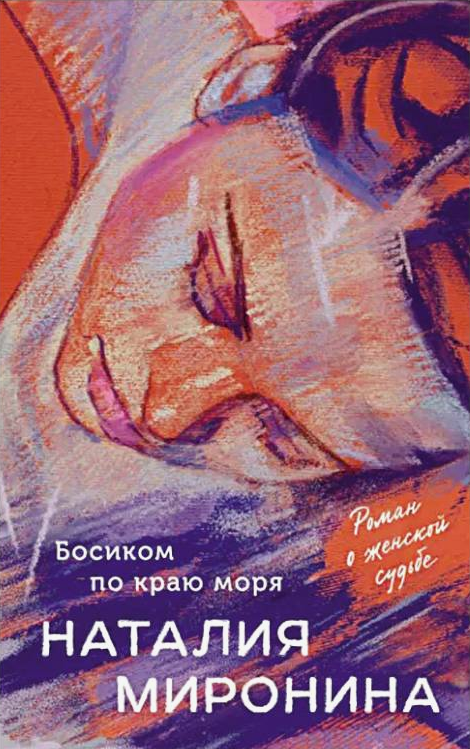 Роман
о женской
судьбе
Босиком
по краю моря
НАТАЛИЯ
МИРОНИНА